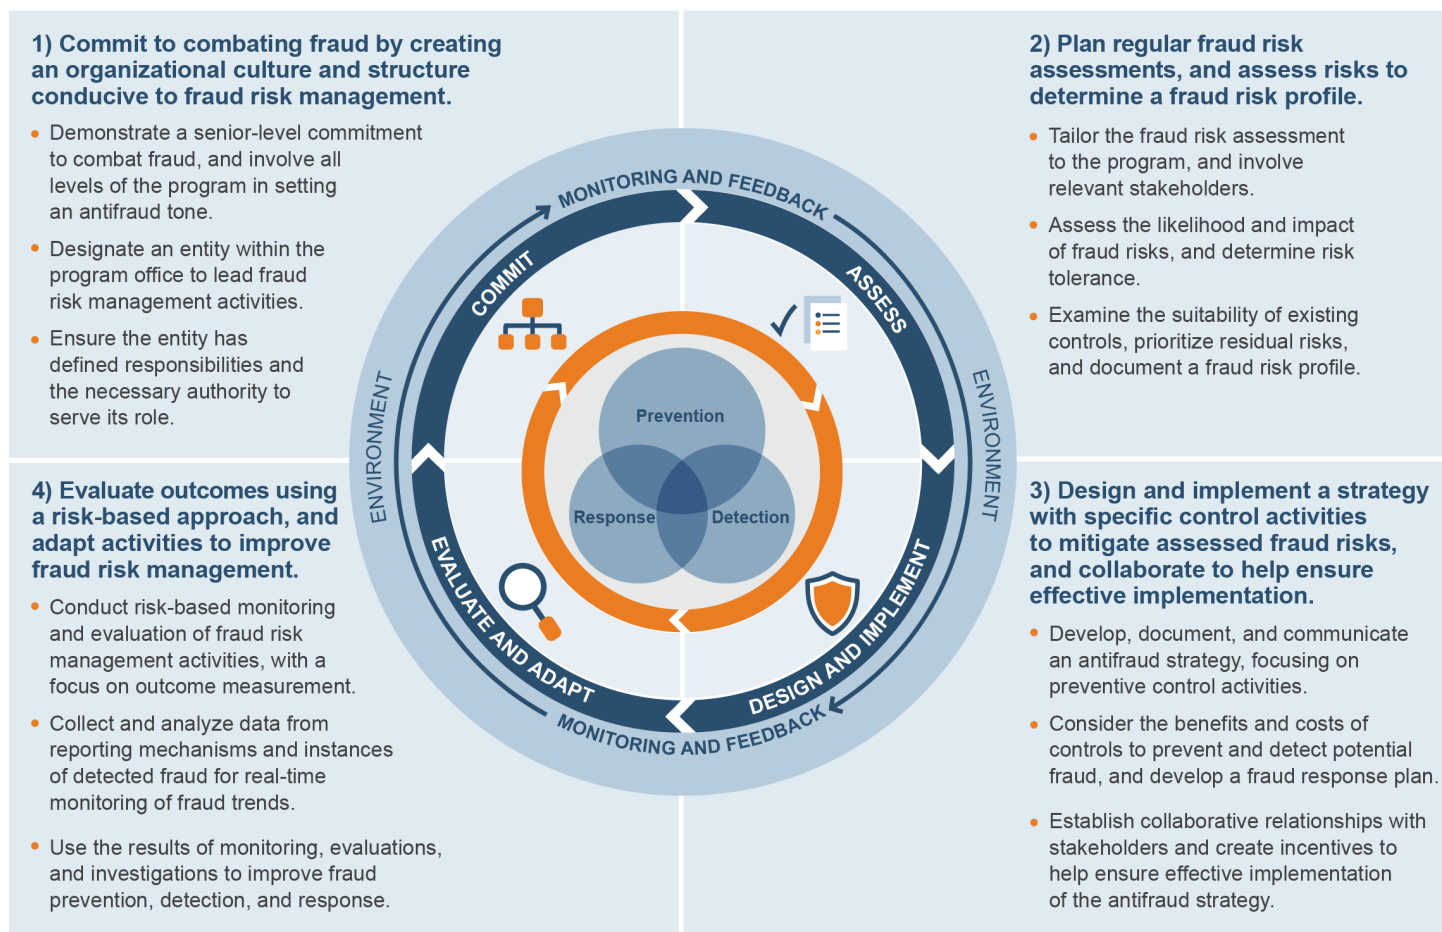 1) Commit to combating fraud by creating
an organizational culture and structure
conducive to fraud risk management.
• Demonstrate a senior-level commitment
to combat fraud, and involve all
levels of the program in setting
an antifraud tone.
• Designate an entity within the
program office to lead fraud
risk management activities.
• Ensure the entity has
defined responsibilities and
the necessary authority to
serve its role.
2) Plan regular fraud risk
assessments, and assess risks to
determine a fraud risk profile.
• Tailor the fraud risk assessment
to the program, and involve
relevant stakeholders.
• Assess the likelihood and impact
of fraud risks, and determine risk
tolerance.
• Examine the suitability of existing
controls, prioritize residual risks,
and document a fraud risk profile.
MONITORING AND FEEDBACK
COMMIT
ASSESS
ENVIRONMENT
ENVIRONMENT
Prevention
Response
Detection
EVALUATE AND ADAPT
DESIGN AND IMPLEMENT
MONITORING AND FEEDBACK
4) Evaluate outcomes using
a risk-based approach, and
adapt activities to improve
fraud risk management.
• Conduct risk-based monitoring
and evaluation of fraud risk
management activities, with a
focus on outcome measurement.
• Collect and analyze data from
reporting mechanisms and instances
of detected fraud for real-time
monitoring of fraud trends.
• Use the results of monitoring, evaluations,
and investigations to improve fraud
prevention, detection, and response.
3) Design and implement a strategy
with specific control activities
to mitigate assessed fraud risks,
and collaborate to help ensure
effective implementation.
• Develop, document, and communicate
an antifraud strategy, focusing on
preventive control activities.
• Consider the benefits and costs of
controls to prevent and detect potential
fraud, and develop a fraud response plan.
• Establish collaborative relationships with
stakeholders and create incentives to
help ensure effective implementation
of the antifraud strategy.